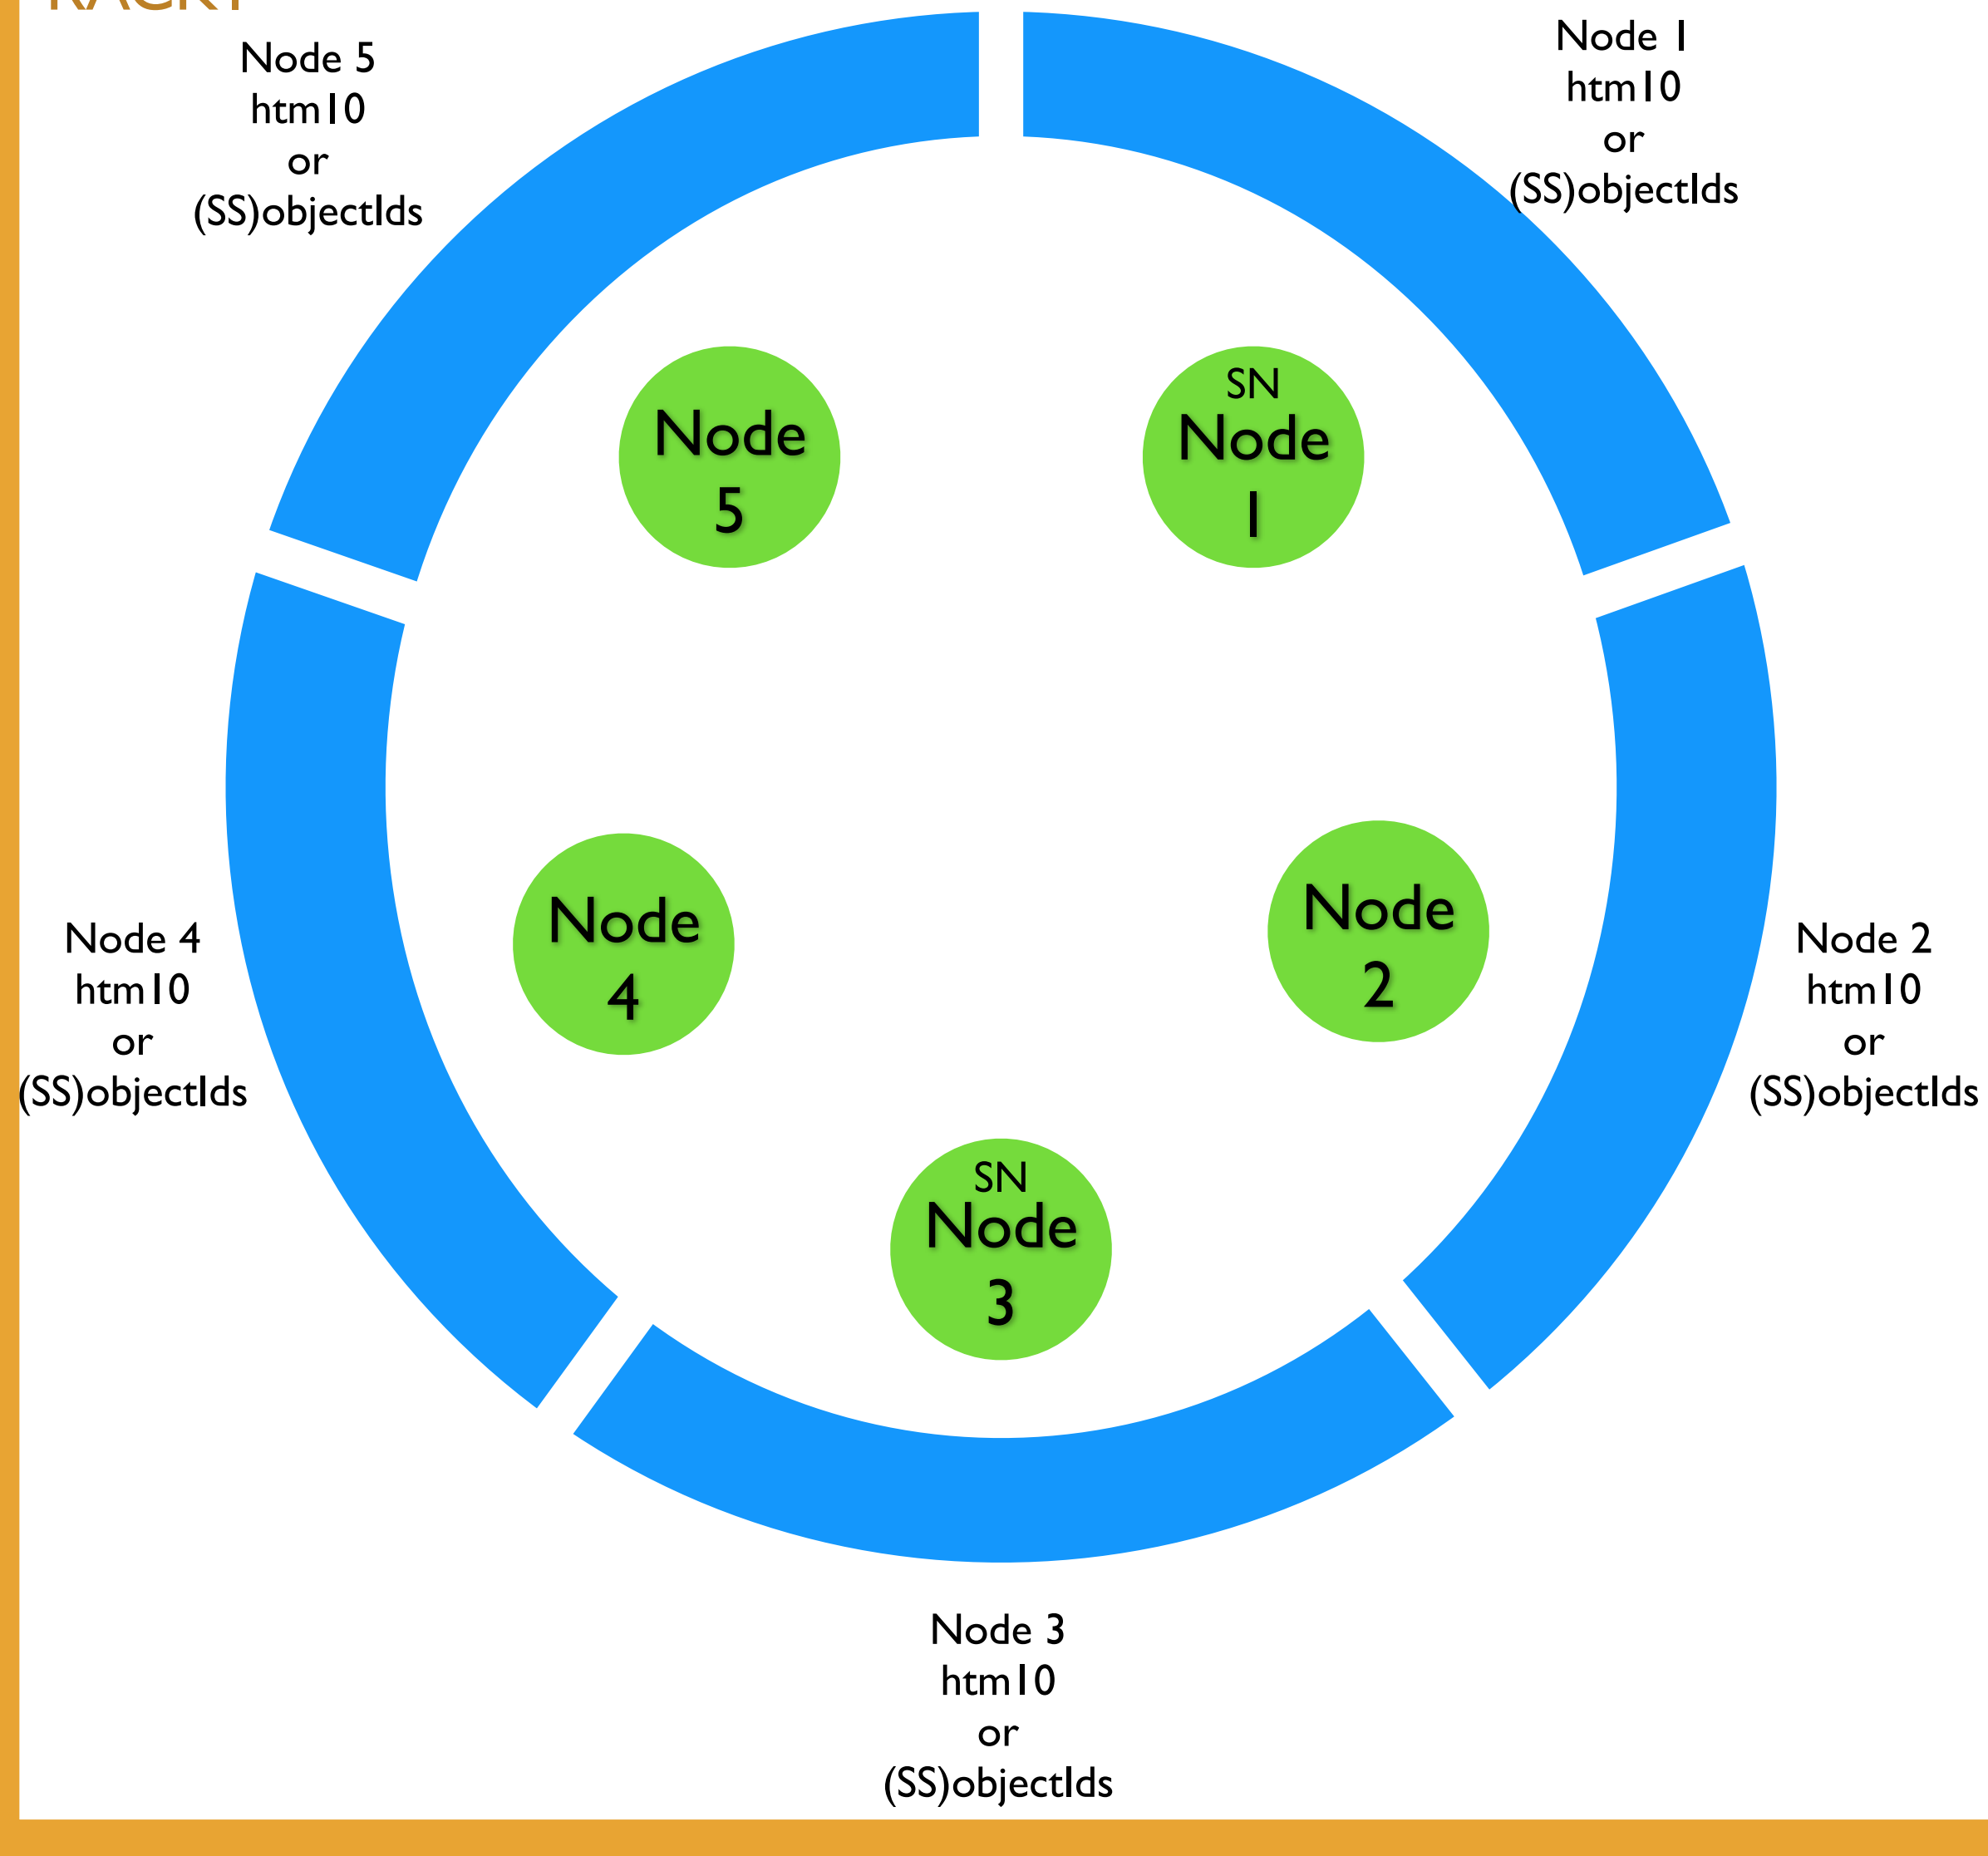 Node 5
htm10
or
(SS)objectIds
Node 1
htm10
or
(SS)objectIds
Node
5
SN
Node
1
Node
4
Node
2
Node 4
htm10
or
(SS)objectIds
Node 2
htm10
or
(SS)objectIds
SN
Node
3
Node 3
htm10
or
(SS)objectIds